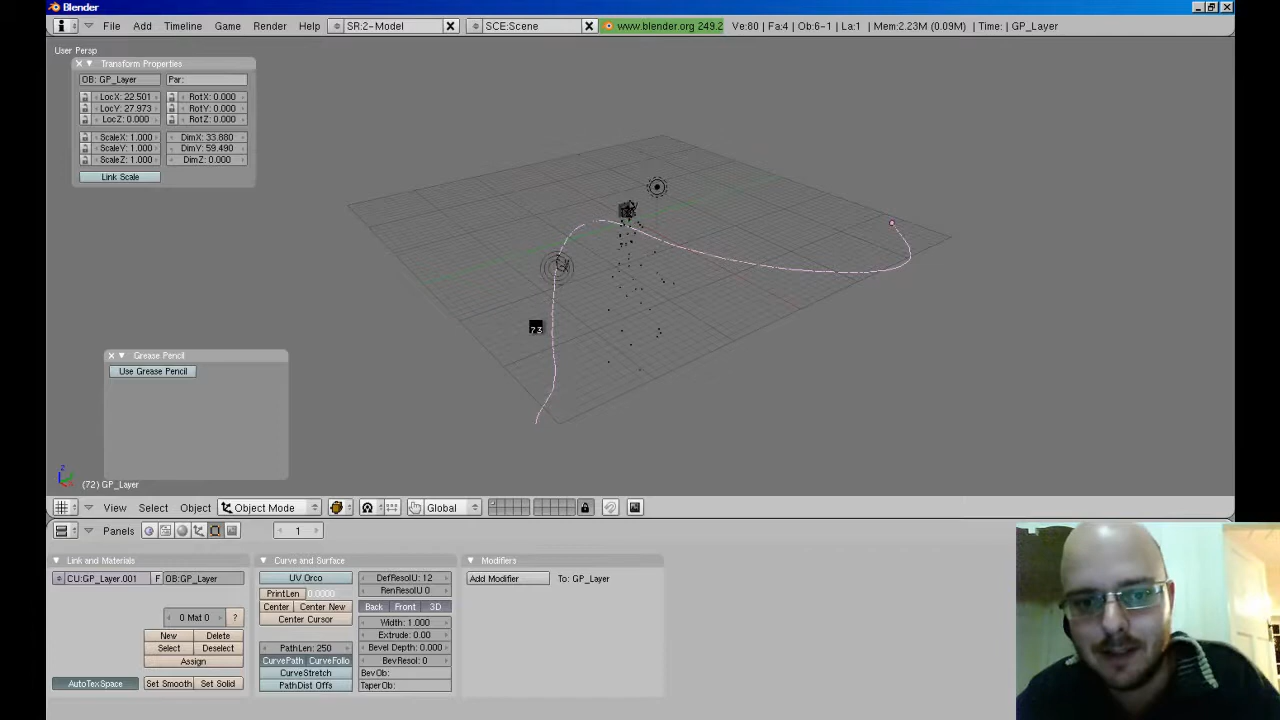 Blender
File Add Timeline Game Render Help SR:2-Model SCE:Scene www.blender.org 249.2 Ve:80 | Fa:4 | Ob:6-1 | La:1 | Mem:2.23M (0.09M) | Time: | GP_Layer
User Persp
Transform Properties
OB: GP_Layer Par:
LocX: 22.501 RotX: 0.000
LocY: 27.973 RotY: 0.000
LocZ: 0.000 RotZ: 0.000
ScaleX: 1.000 DimX: 33.880
ScaleY: 1.000 DimY: 59.490
ScaleZ: 1.000 DimZ: 0.000
Link Scale
73
Grease Pencil
Use Grease Pencil
z
(72) GP_Layer
View Select Object Object Mode Global
Panels 1
Link and Materials Curve and Surface Modifiers
CU:GP_Layer.001 F OB:GP_Layer UV Orco DefResolU: 12 Add Modifier To: GP_Layer
RenResolU 0
PrintLen 0.0000
Center Center New Back Front 3D
0 Mat 0 ? Center Cursor Width: 1.000
New Delete Extrude: 0.00
Select Deselect PathLen: 250 Bevel Depth: 0.000
Assign CurvePath CurveFollo BevResol: 0
CurveStretch BevOb:
AutoTexSpace Set Smooth Set Solid PathDist Offs TaperOb: